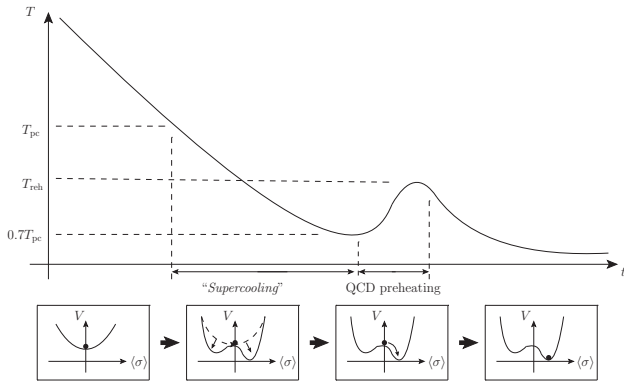 T
T_pc
T_reh
0.7T_pc
t
"Supercooling"
QCD preheating
V
⟨σ⟩
V
⟨σ⟩
V
⟨σ⟩
V
⟨σ⟩